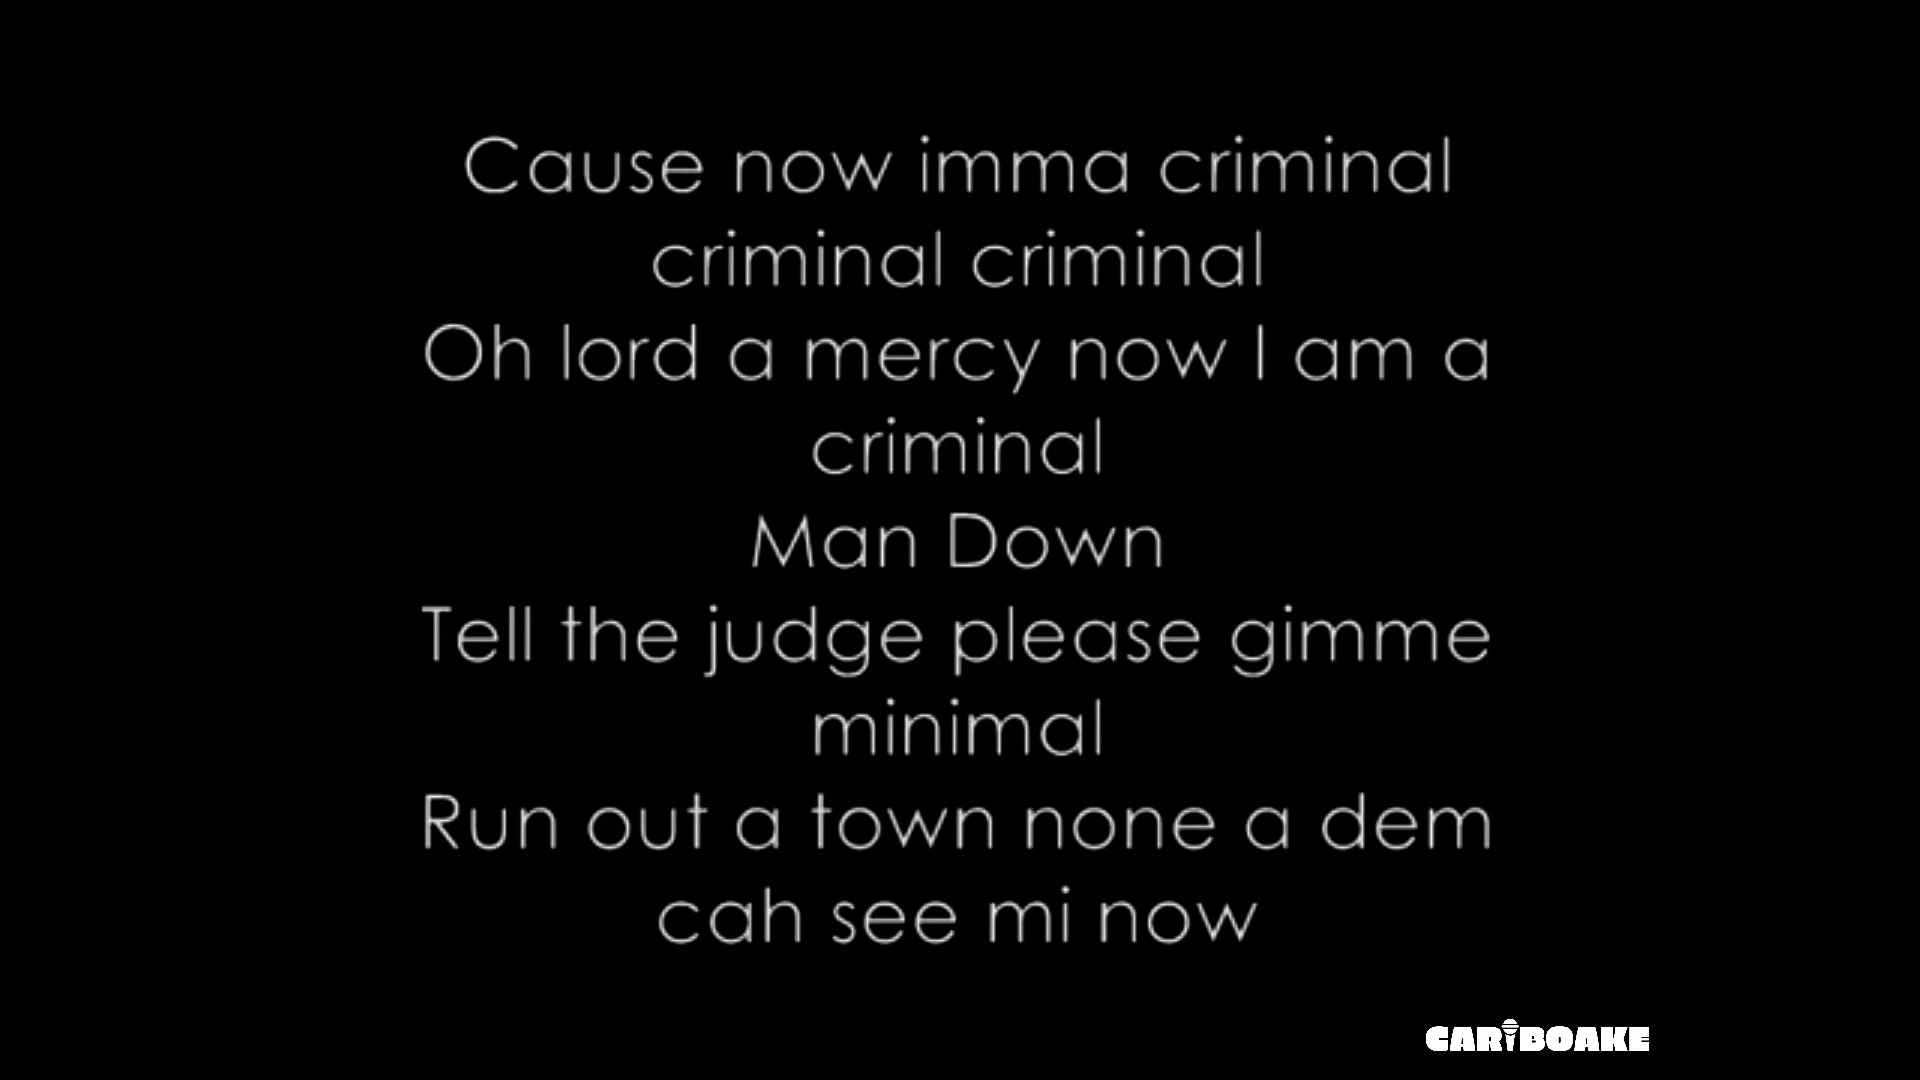 Cause now imma criminal
criminal criminal
Oh lord a mercy now I am a
criminal
Man Down
Tell the judge please gimme
minimal
Run out a town none a dem
cah see mi now
CARIBOAKE